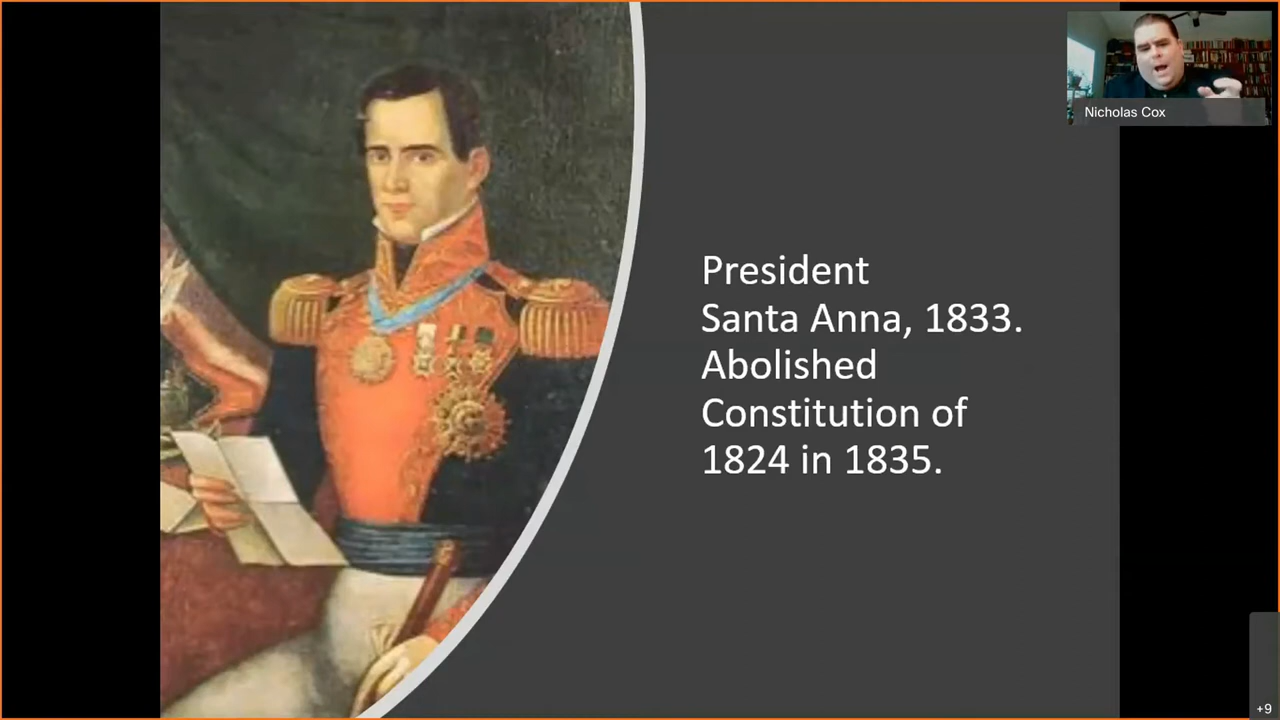 Nicholas Cox
President
Santa Anna, 1833.
Abolished
Constitution of
1824 in 1835.
+9